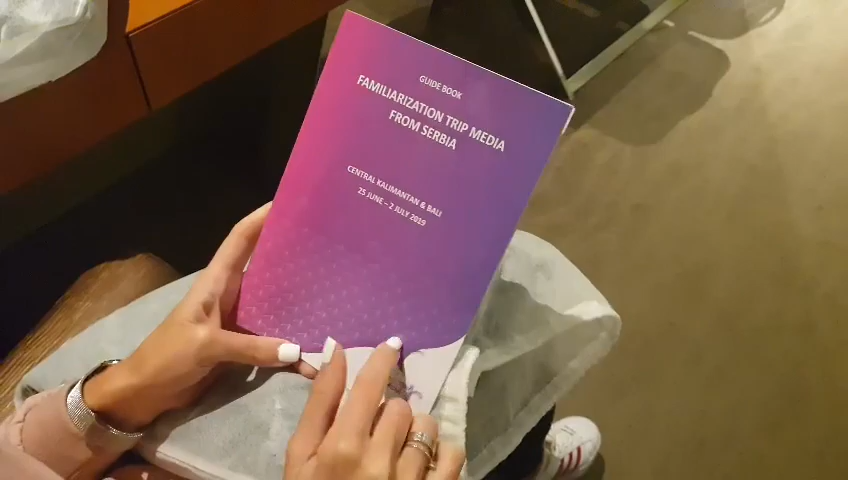 GUIDE BOOK
FAMILIARIZATION TRIP MEDIA
FROM SERBIA
CENTRAL KALIMANTAN & BALI
25 JUNE – 2 JULY 2019